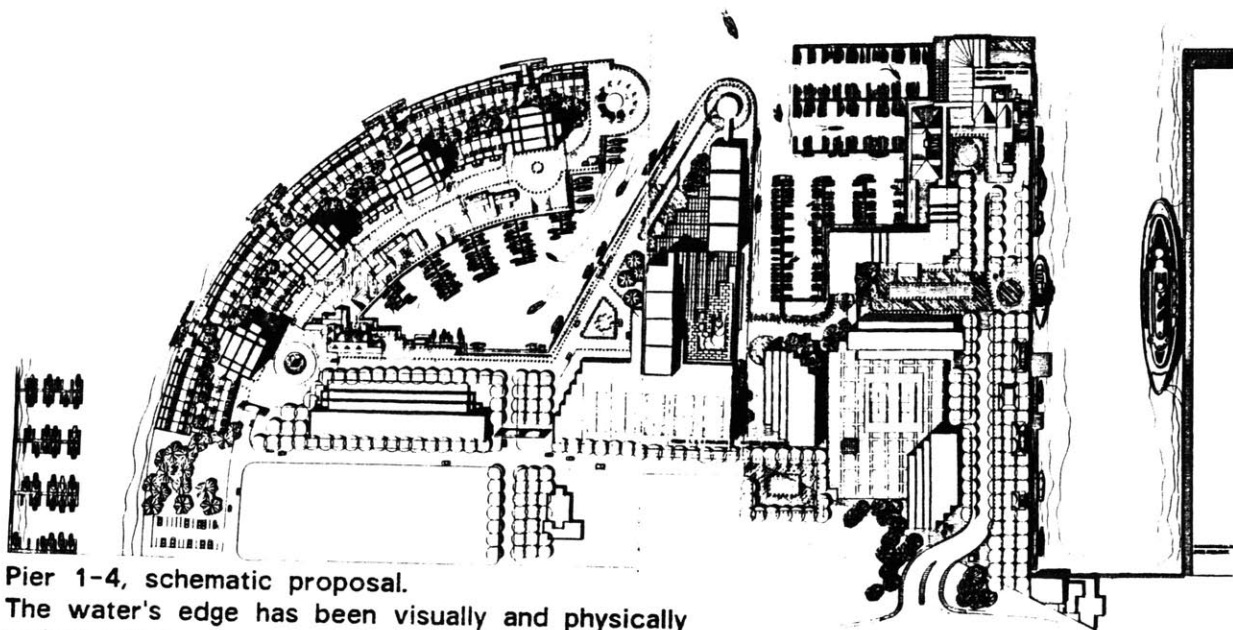 Pier 1-4, schematic proposal.
The water's edge has been visually and physically